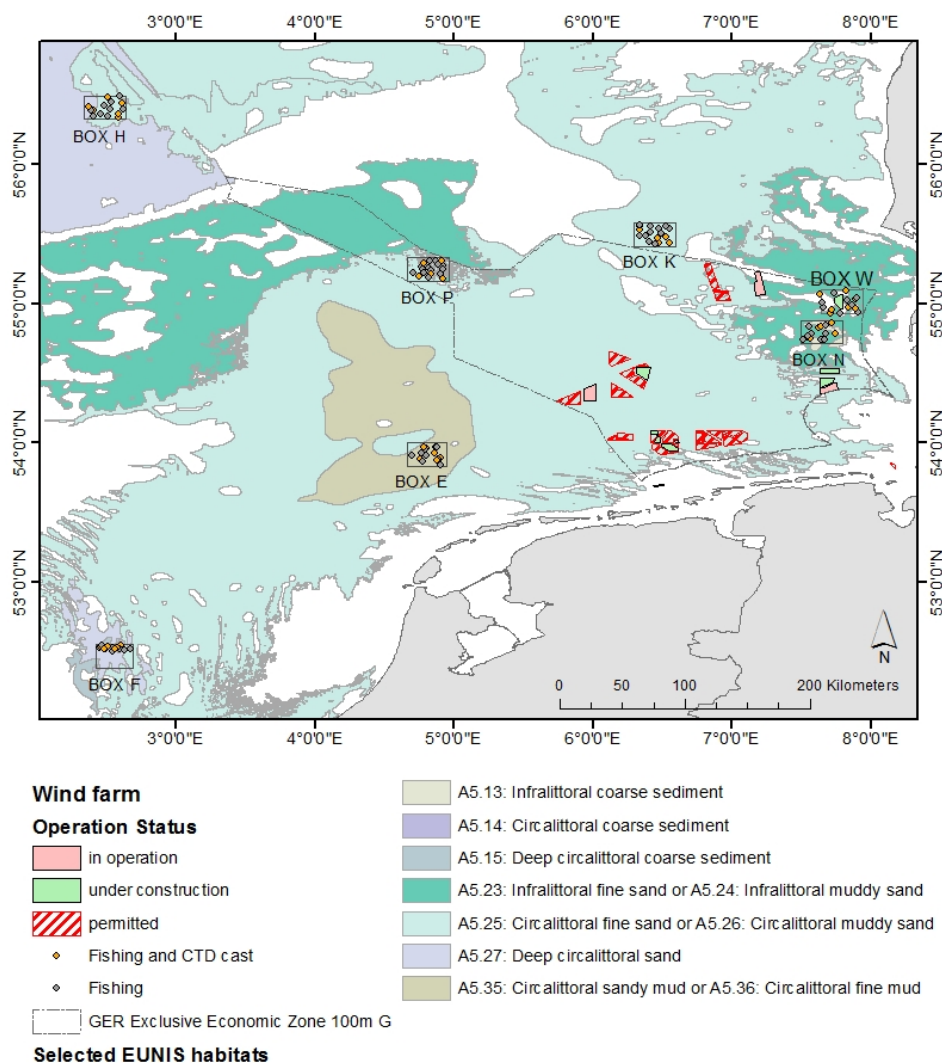 3°0'0"E 4°0'0"E 5°0'0"E 6°0'0"E 7°0'0"E 8°0'0"E
56°0'0"N 56°0'0"N
55°0'0"N 55°0'0"N
54°0'0"N 54°0'0"N
53°0'0"N 53°0'0"N
BOX H
BOX K
BOX P
BOX W
BOX N
BOX E
BOX F
N
0 50 100 200 Kilometers
3°0'0"E 4°0'0"E 5°0'0"E 6°0'0"E 7°0'0"E 8°0'0"E
Wind farm
Operation Status
in operation
under construction
permitted
Fishing and CTD cast
Fishing
GER Exclusive Economic Zone 100m G
Selected EUNIS habitats
A5.13: Infralittoral coarse sediment
A5.14: Circalittoral coarse sediment
A5.15: Deep circalittoral coarse sediment
A5.23: Infralittoral fine sand or A5.24: Infralittoral muddy sand
A5.25: Circalittoral fine sand or A5.26: Circalittoral muddy sand
A5.27: Deep circalittoral sand
A5.35: Circalittoral sandy mud or A5.36: Circalittoral fine mud